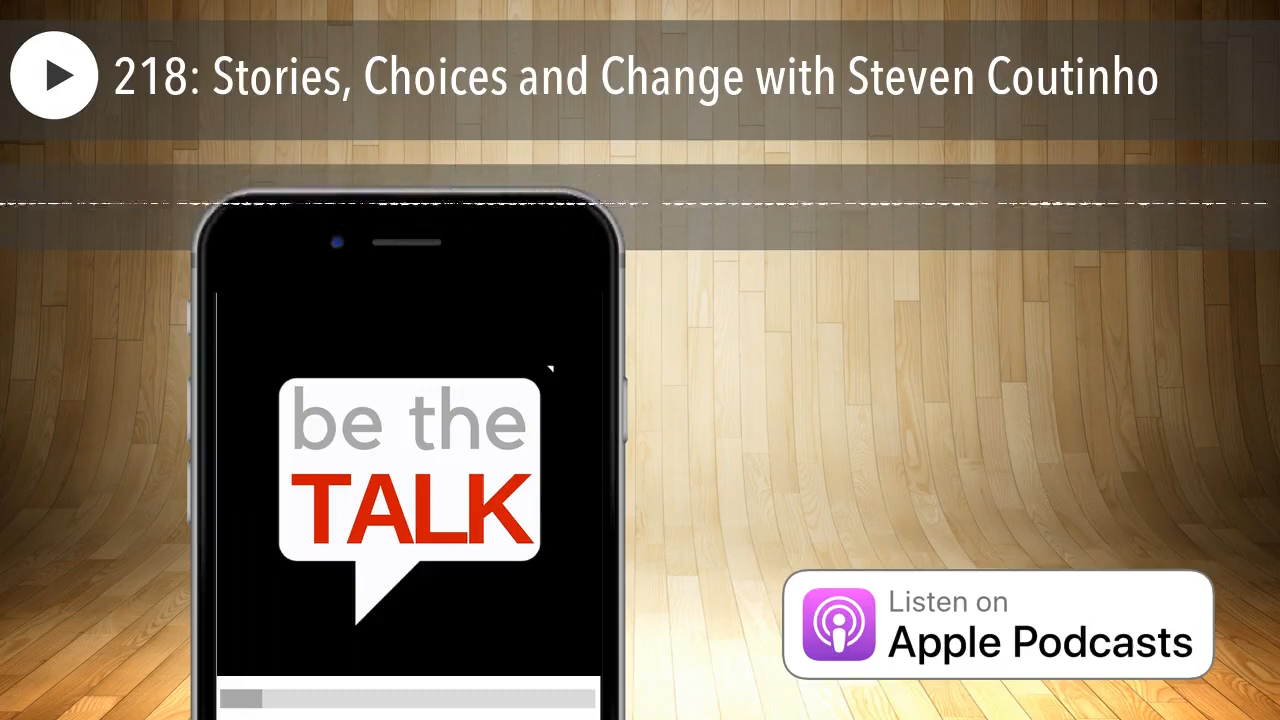 218: Stories, Choices and Change with Steven Coutinho
be the
TALK
Listen on
Apple Podcasts